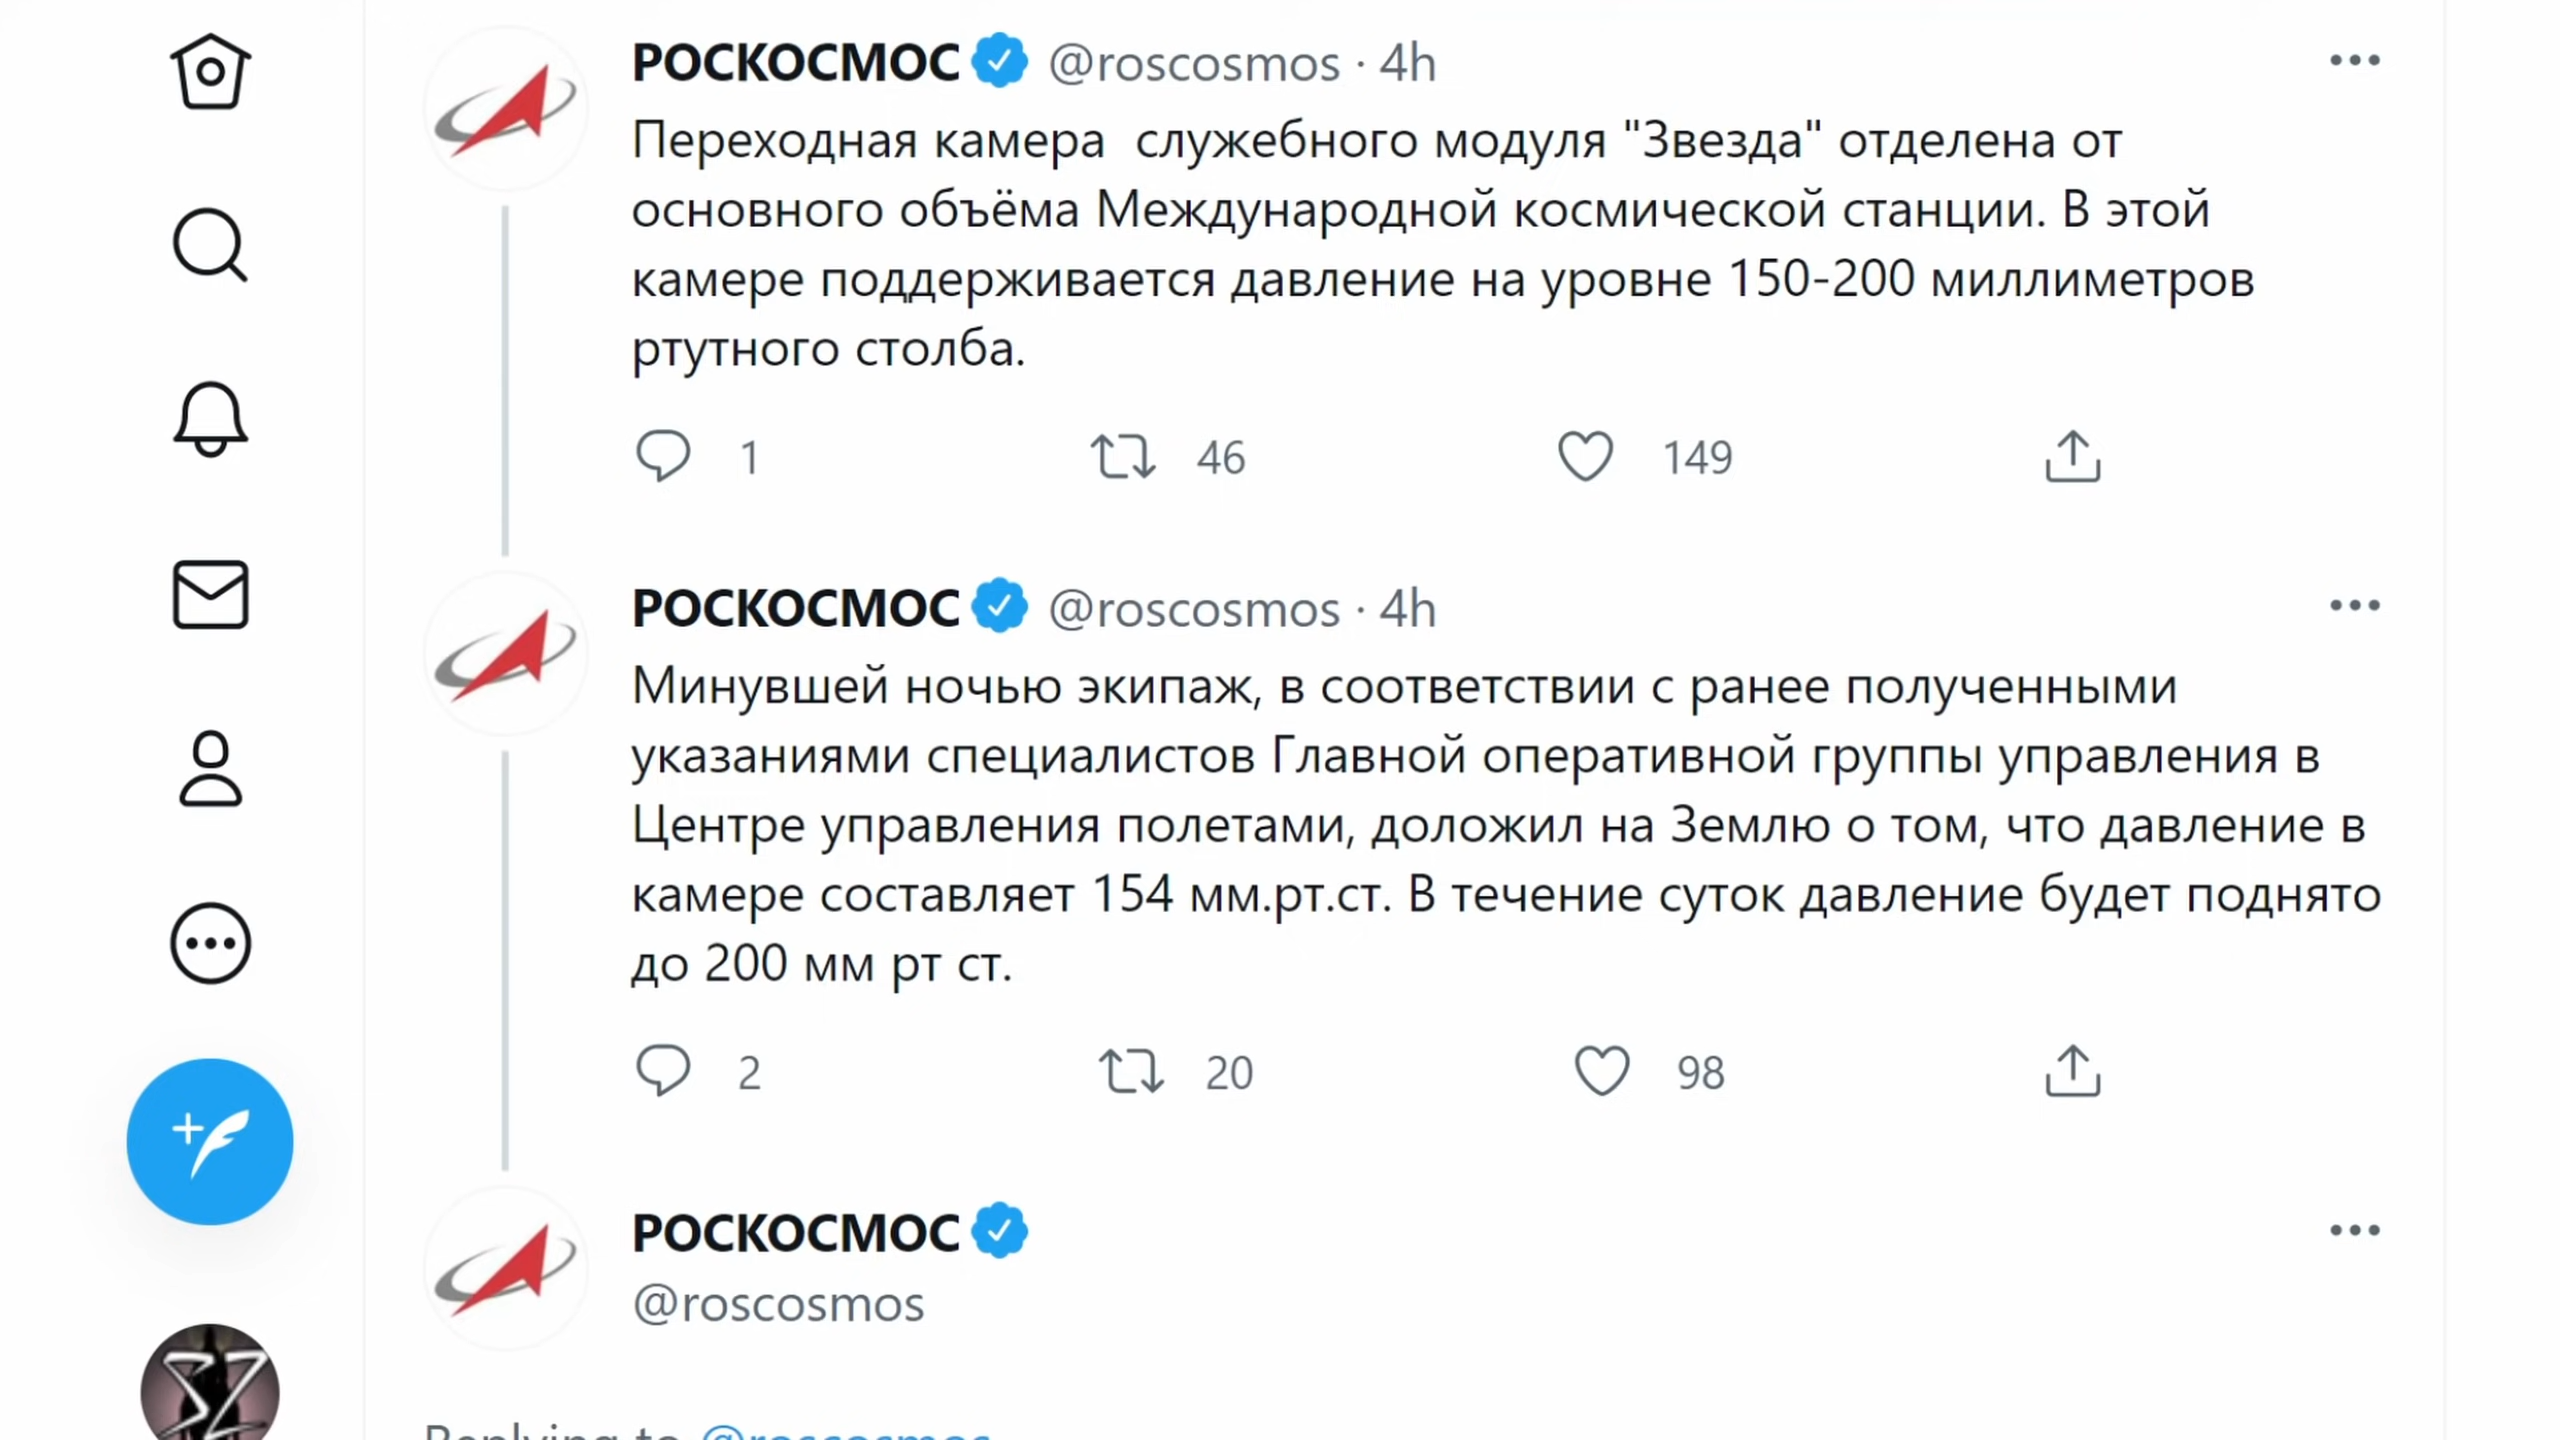 РОСКОСМОС @roscosmos · 4h
Переходная камера служебного модуля "Звезда" отделена от
основного объёма Международной космической станции. В этой
камере поддерживается давление на уровне 150-200 миллиметров
ртутного столба.
1 46 149
РОСКОСМОС @roscosmos · 4h
Минувшей ночью экипаж, в соответствии с ранее полученными
указаниями специалистов Главной оперативной группы управления в
Центре управления полетами, доложил на Землю о том, что давление в
камере составляет 154 мм.рт.ст. В течение суток давление будет поднято
до 200 мм рт ст.
2 20 98
РОСКОСМОС
@roscosmos
Replying to @roscosmos